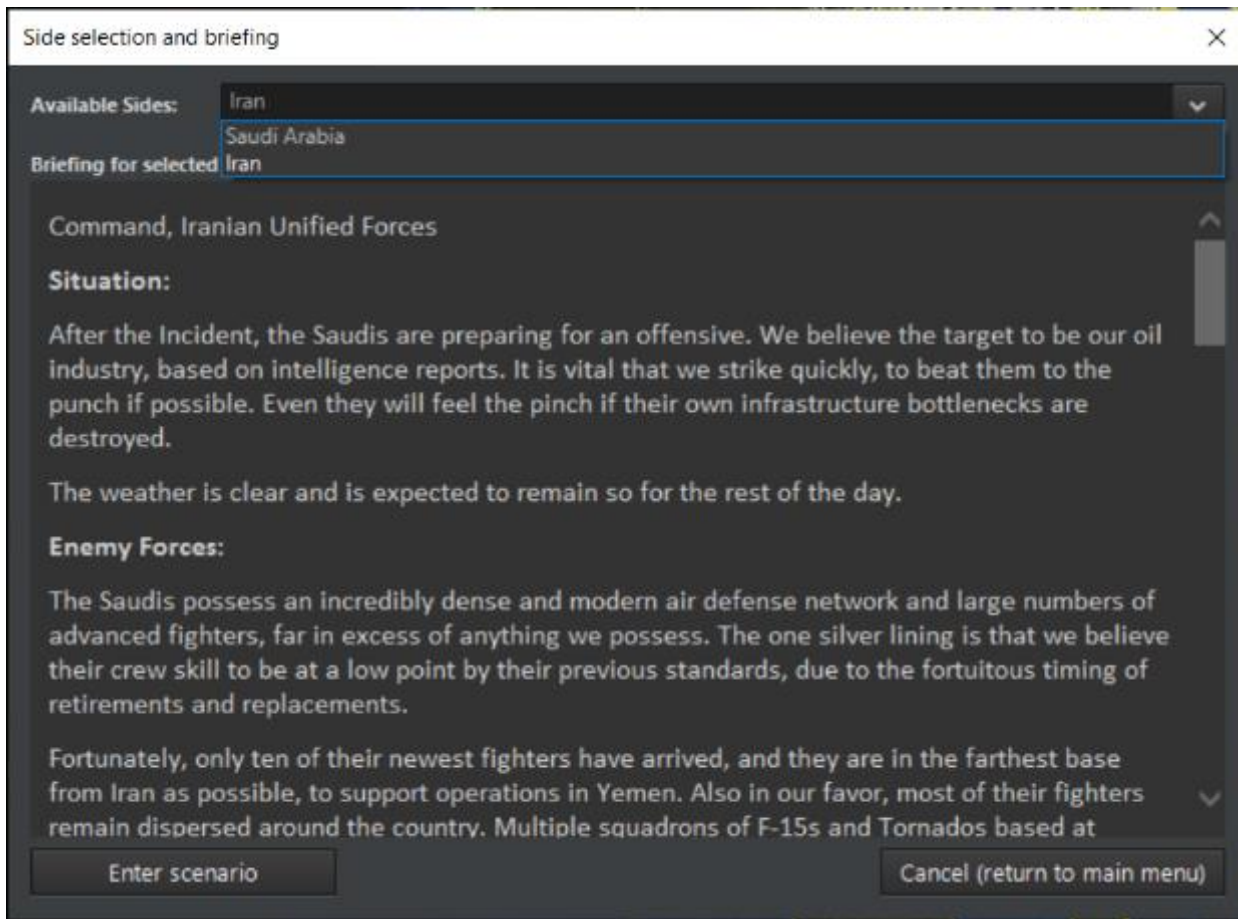 Side selection and briefing
Available Sides:
Iran
Saudi Arabia
Iran
Briefing for selected
Command, Iranian Unified Forces
Situation:
After the Incident, the Saudis are preparing for an offensive. We believe the target to be our oil
industry, based on intelligence reports. It is vital that we strike quickly, to beat them to the
punch if possible. Even they will feel the pinch if their own infrastructure bottlenecks are
destroyed.
The weather is clear and is expected to remain so for the rest of the day.
Enemy Forces:
The Saudis possess an incredibly dense and modern air defense network and large numbers of
advanced fighters, far in excess of anything we possess. The one silver lining is that we believe
their crew skill to be at a low point by their previous standards, due to the fortuitous timing of
retirements and replacements.
Fortunately, only ten of their newest fighters have arrived, and they are in the farthest base
from Iran as possible, to support operations in Yemen. Also in our favor, most of their fighters
remain dispersed around the country. Multiple squadrons of F-15s and Tornados based at
Enter scenario
Cancel (return to main menu)